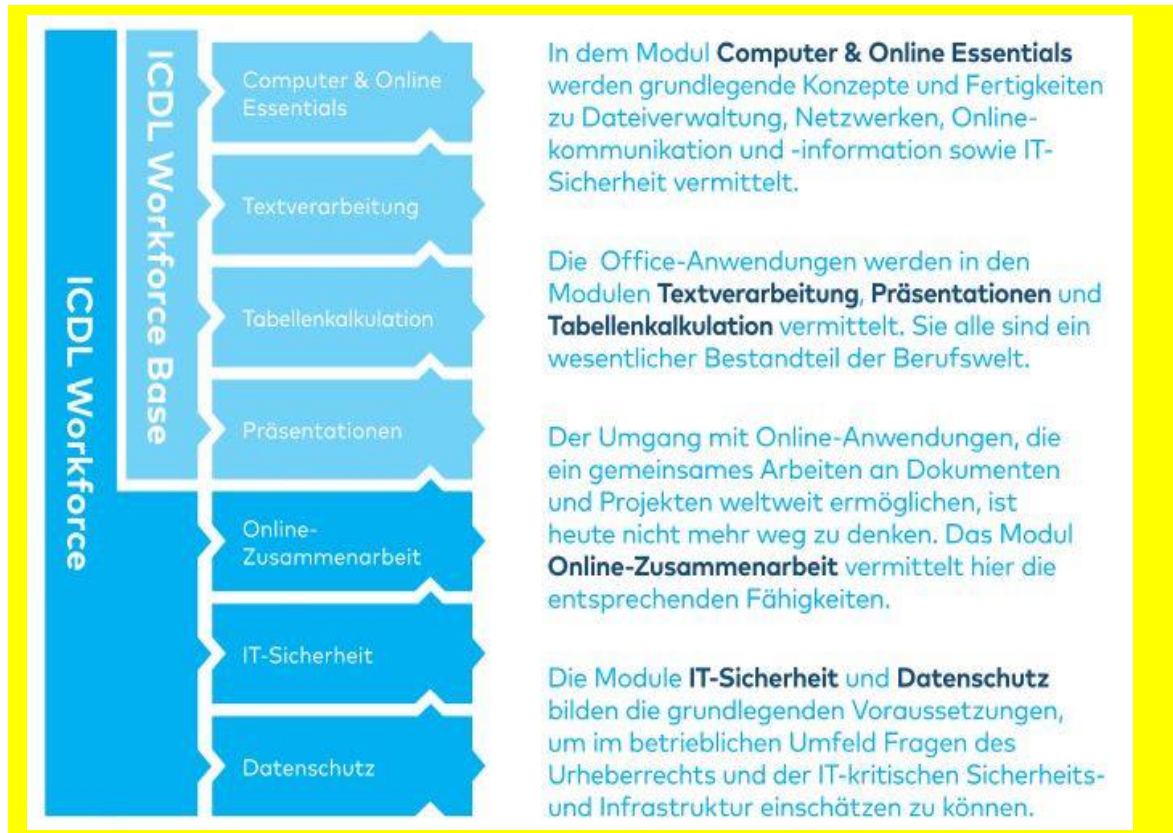 ICDL Workforce
ICDL Workforce Base
Computer & Online
Essentials
Textverarbeitung
Tabellenkalkulation
Präsentationen
Online-
Zusammenarbeit
IT-Sicherheit
Datenschutz
In dem Modul Computer & Online Essentials
werden grundlegende Konzepte und Fertigkeiten
zu Dateiverwaltung, Netzwerken, Online-
kommunikation und -information sowie IT-
Sicherheit vermittelt.
Die Office-Anwendungen werden in den
Modulen Textverarbeitung, Präsentationen und
Tabellenkalkulation vermittelt. Sie alle sind ein
wesentlicher Bestandteil der Berufswelt.
Der Umgang mit Online-Anwendungen, die
ein gemeinsames Arbeiten an Dokumenten
und Projekten weltweit ermöglichen, ist
heute nicht mehr weg zu denken. Das Modul
Online-Zusammenarbeit vermittelt hier die
entsprechenden Fähigkeiten.
Die Module IT-Sicherheit und Datenschutz
bilden die grundlegenden Voraussetzungen,
um im betrieblichen Umfeld Fragen des
Urheberrechts und der IT-kritischen Sicherheits-
und Infrastruktur einschätzen zu können.